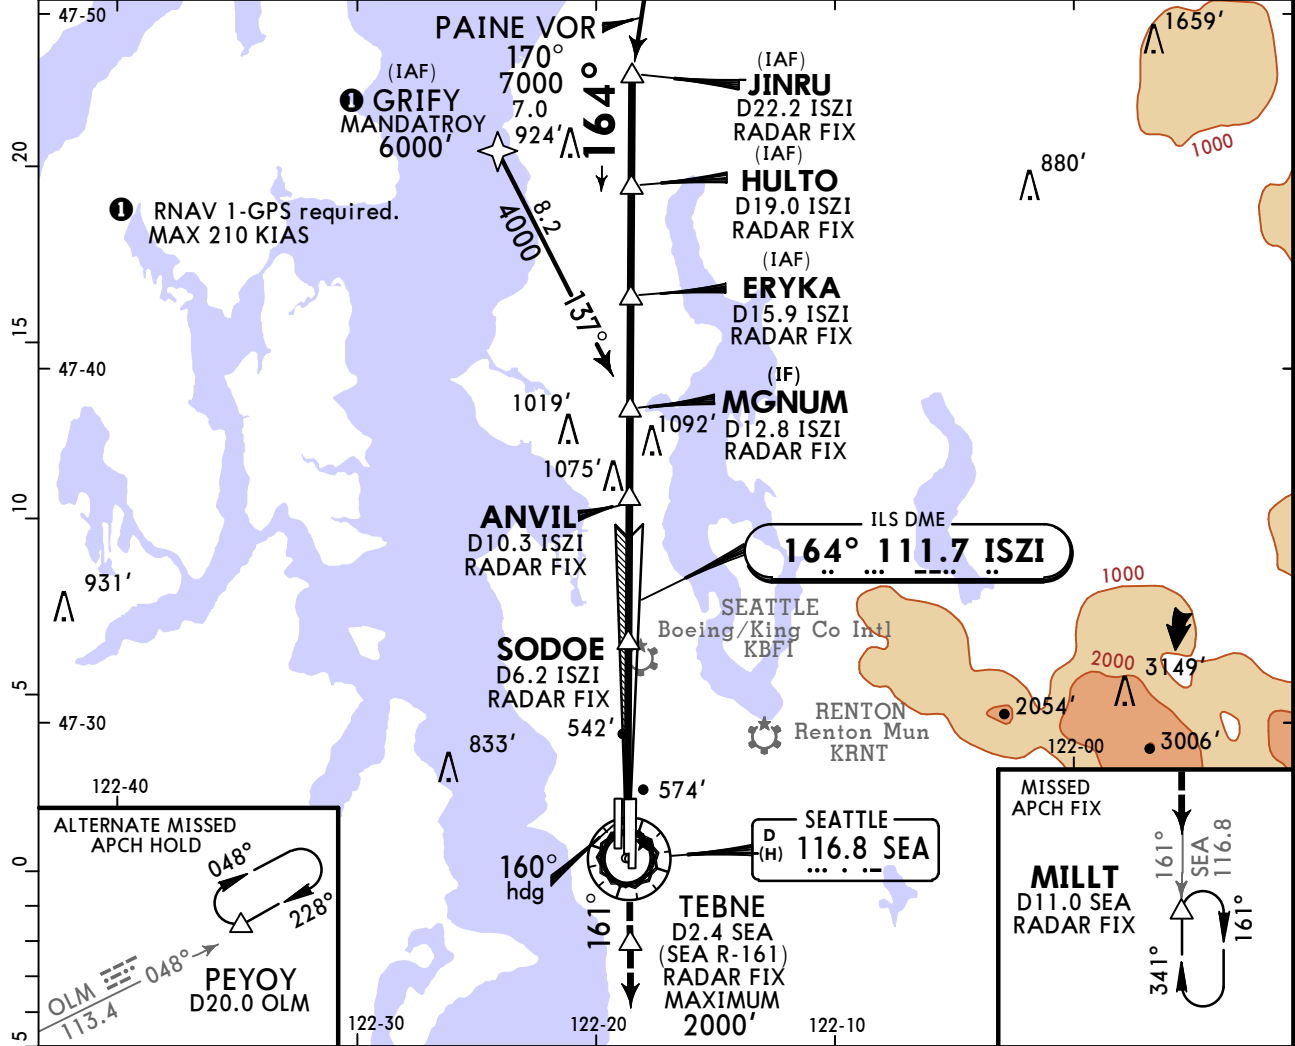 47-50
PAINE VOR
170°
7000
7.0
164°
1659'
(IAF)
JINRU
D22.2 ISZI
RADAR FIX
(IAF)
❶ GRIFY
MANDATROY
6000'
924'
1000
20
(IAF)
HULTO
D19.0 ISZI
RADAR FIX
880'
❶ RNAV 1-GPS required.
MAX 210 KIAS
8.2
4000
137°
(IAF)
ERYKA
D15.9 ISZI
RADAR FIX
15
47-40
(IF)
MGNUM
D12.8 ISZI
RADAR FIX
1019'
1092'
1075'
10
ANVIL
D10.3 ISZI
RADAR FIX
ILS DME
164° 111.7 ISZI
931'
1000
SEATTLE
Boeing/King Co Intl
KBFI
SODOE
D6.2 ISZI
RADAR FIX
2000
3149'
5
47-30
542'
2054'
RENTON
Renton Mun
KRNT
833'
122-00
3006'
122-40
574'
ALTERNATE MISSED
APCH HOLD
048°
228°
OLM
113.4
048°
PEYOY
D20.0 OLM
0
160°
hdg
SEATTLE
D
(H)
116.8 SEA
161°
TEBNE
D2.4 SEA
(SEA R-161)
RADAR FIX
MAXIMUM
2000'
MISSED
APCH FIX
161°
SEA
116.8
MILLT
D11.0 SEA
RADAR FIX
161°
341°
5
122-30
122-20
122-10